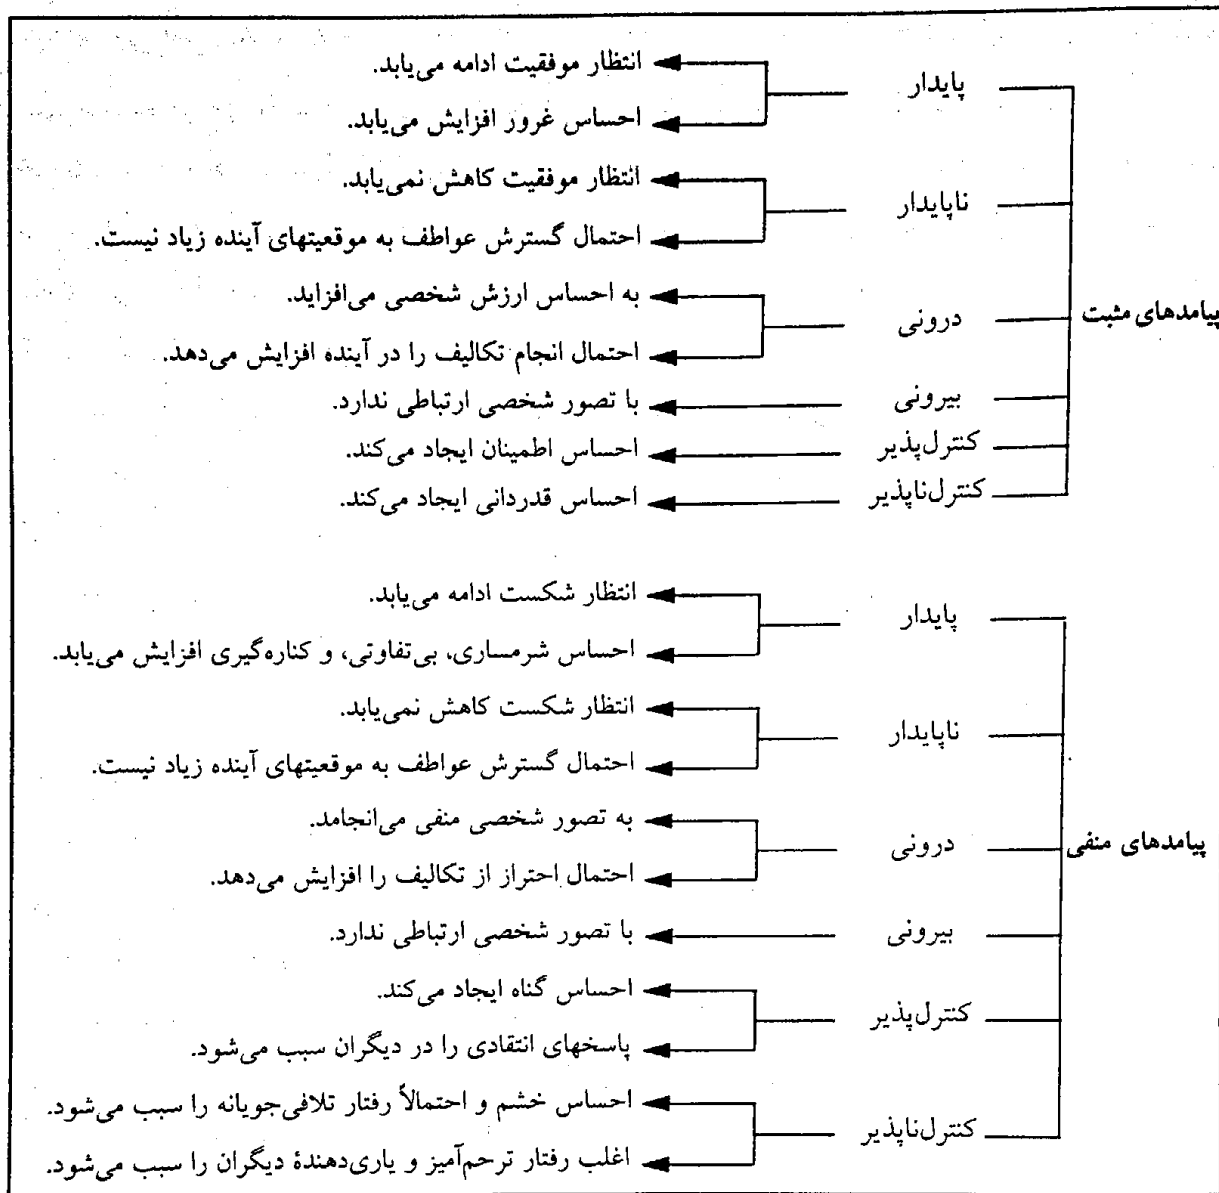 پایدار
انتظار موفقیت ادامه می‌یابد.
احساس غرور افزایش می‌یابد.
ناپایدار
انتظار موفقیت کاهش نمی‌یابد.
احتمال گسترش عواطف به موقعیتهای آینده زیاد نیست.
پیامدهای مثبت
درونی
به احساس ارزش شخصی می‌افزاید.
احتمال انجام تکالیف را در آینده افزایش می‌دهد.
بیرونی
با تصور شخصی ارتباطی ندارد.
کنترل‌پذیر
احساس اطمینان ایجاد می‌کند.
کنترل‌ناپذیر
احساس قدردانی ایجاد می‌کند.
پایدار
انتظار شکست ادامه می‌یابد.
احساس شرمساری، بی‌تفاوتی، و کناره‌گیری افزایش می‌یابد.
ناپایدار
انتظار شکست کاهش نمی‌یابد.
احتمال گسترش عواطف به موقعیتهای آینده زیاد نیست.
پیامدهای منفی
درونی
به تصور شخصی منفی می‌انجامد.
احتمال احتراز از تکالیف را افزایش می‌دهد.
بیرونی
با تصور شخصی ارتباطی ندارد.
کنترل‌پذیر
احساس گناه ایجاد می‌کند.
پاسخهای انتقادی را در دیگران سبب می‌شود.
کنترل‌ناپذیر
احساس خشم و احتمالاً رفتار تلافی‌جویانه را سبب می‌شود.
اغلب رفتار ترحم‌آمیز و یاری‌دهندهٔ دیگران را سبب می‌شود.